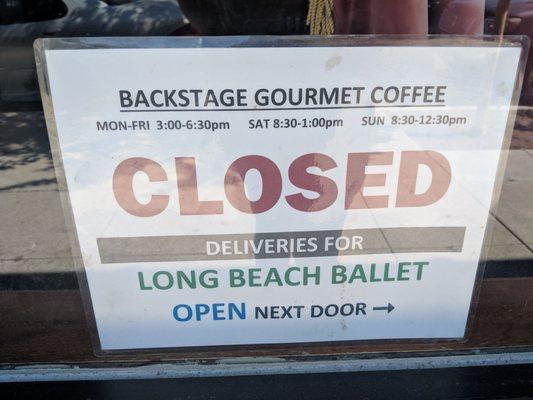 BACKSTAGE GOURMET COFFEE
MON-FRI 3:00-6:30pm SAT 8:30-1:00pm SUN 8:30-12:30pm
CLOSED
DELIVERIES FOR
LONG BEACH BALLET
OPEN NEXT DOOR →